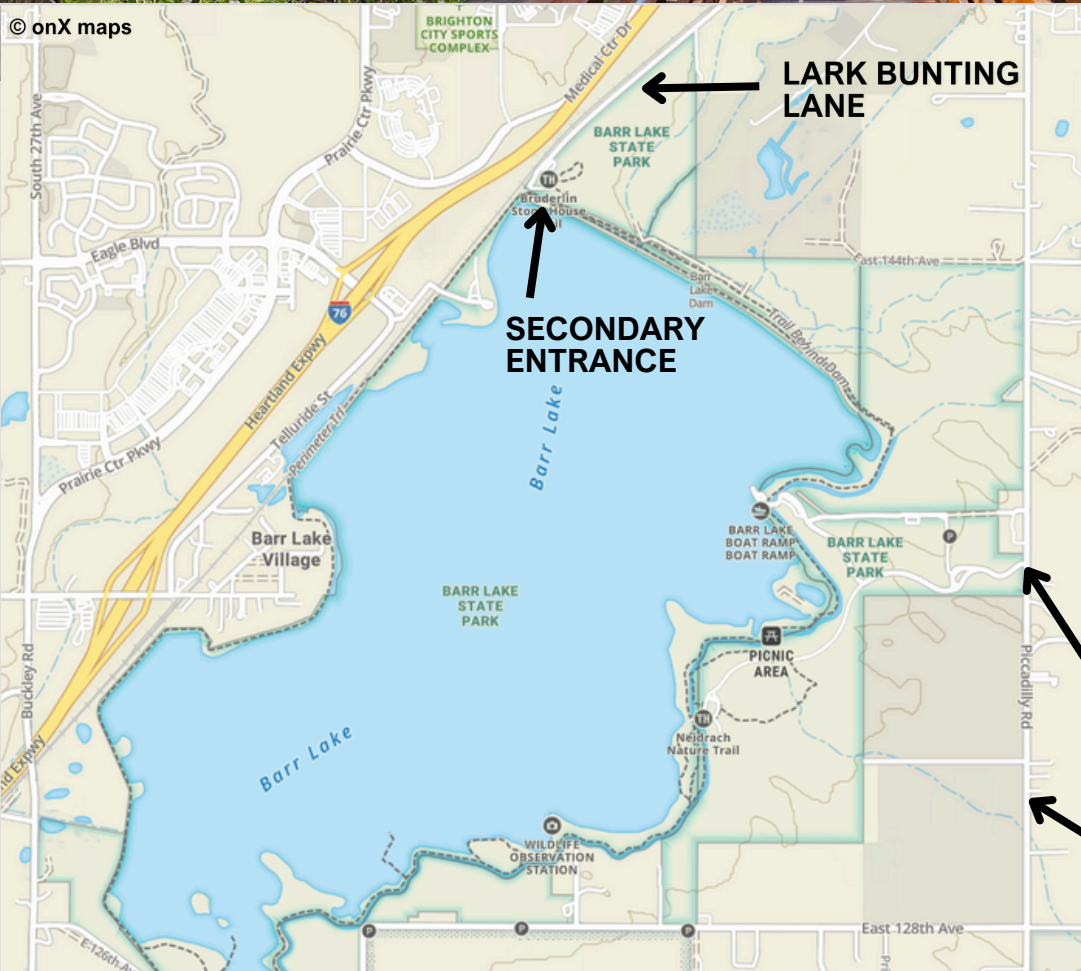 © onX maps
BRIGHTON
CITY SPORTS
COMPLEX
Medical Ctr Dr
LARK BUNTING
LANE
South 27th Ave
Prairie Ctr Pkwy
BARR LAKE
STATE
PARK
TH
Bruderlin
House
Eagle Blvd
East 144th Ave
Barr
Lake
Dam
76
SECONDARY
ENTRANCE
Trail Behind Dam
Heartland Expwy
Telluride St
Perimeter Trl
Barr Lake
Prairie Ctr Pkwy
Barr Lake
Village
BARR LAKE
BOAT RAMP
BOAT RAMP
BARR LAKE
STATE
PARK
P
BARR LAKE
STATE
PARK
PICNIC
AREA
Buckley Rd
Piccadilly Rd
TH
Neidrach
Nature Trail
Barr Lake
Expwy
WILDLIFE
OBSERVATION
STATION
P
P
P
East 128th Ave
E 126th Av